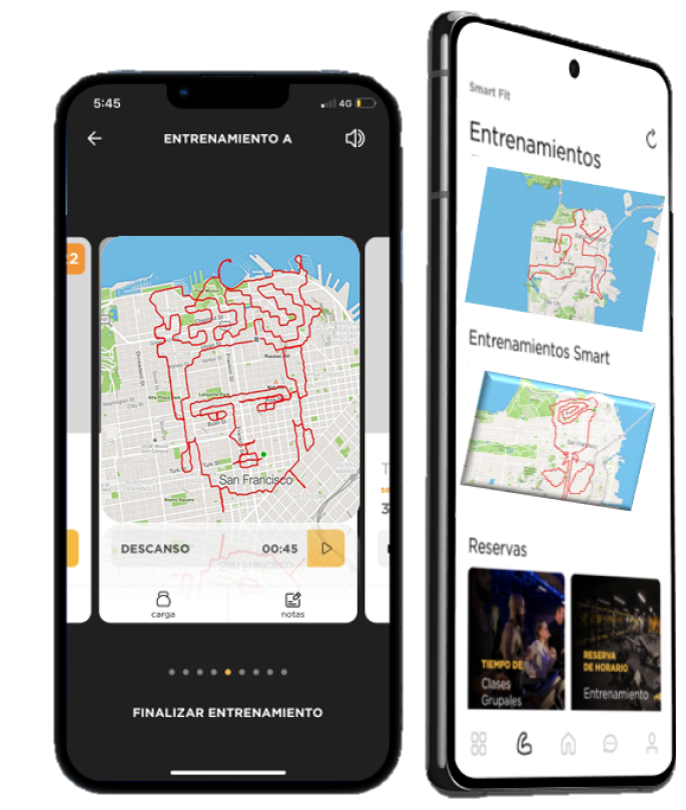 5:45
4G
ENTRENAMIENTO A
2
San Francisco
DESCANSO 00:45
carga notas
FINALIZAR ENTRENAMIENTO
Smart Fit
Entrenamientos
Entrenamientos Smart
Reservas
TIEMPO DE
Clases
Grupales
RESERVA
DE HORARIO
Entrenamiento